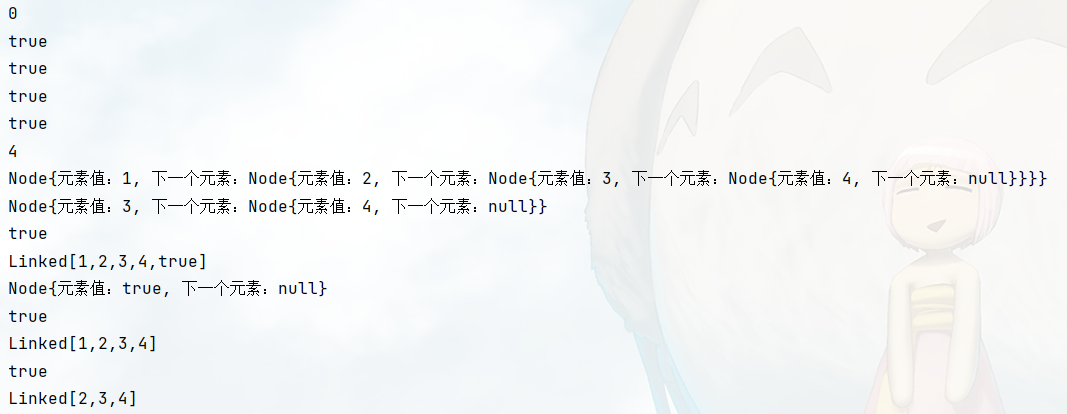 0
true
true
true
true
4
Node{元素值：1, 下一个元素：Node{元素值：2, 下一个元素：Node{元素值：3, 下一个元素：Node{元素值：4, 下一个元素：null}}}}
Node{元素值：3, 下一个元素：Node{元素值：4, 下一个元素：null}}
true
Linked[1,2,3,4,true]
Node{元素值：true, 下一个元素：null}
true
Linked[1,2,3,4]
true
Linked[2,3,4]